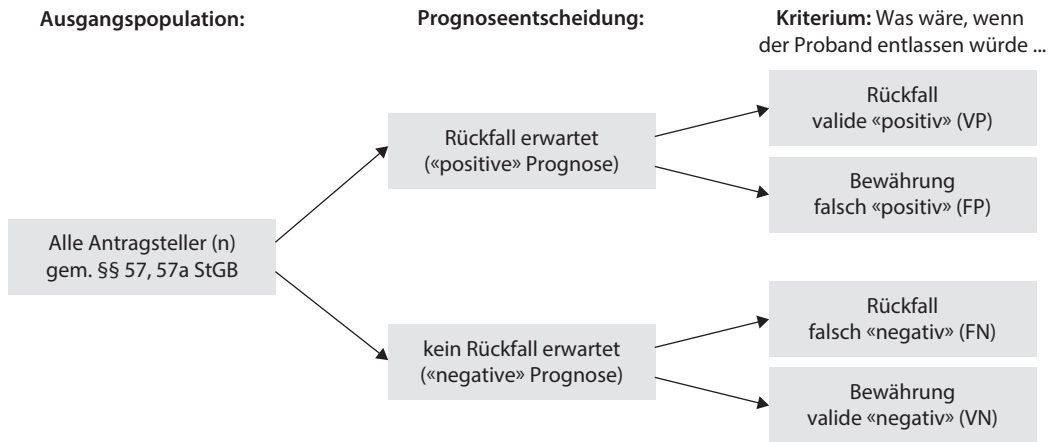 Ausgangspopulation:
Prognoseentscheidung:
Kriterium: Was wäre, wenn
der Proband entlassen würde ...
Alle Antragsteller (n)
gem. §§ 57, 57a StGB
Rückfall erwartet
(«positive» Prognose)
kein Rückfall erwartet
(«negative» Prognose)
Rückfall
valide «positiv» (VP)
Bewährung
falsch «positiv» (FP)
Rückfall
falsch «negativ» (FN)
Bewährung
valide «negativ» (VN)